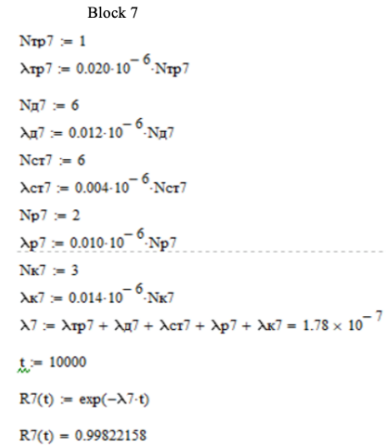 Block 7
Nтр7 := 1
λтр7 := 0.020·10⁻⁶·Nтр7
Nд7 := 6
λд7 := 0.012·10⁻⁶·Nд7
Nст7 := 6
λст7 := 0.004·10⁻⁶·Nст7
Nр7 := 2
λр7 := 0.010·10⁻⁶·Nр7
Nк7 := 3
λк7 := 0.014·10⁻⁶·Nк7
λ7 := λтр7 + λд7 + λст7 + λр7 + λк7 = 1.78 × 10⁻⁷
t := 10000
R7(t) := exp(−λ7·t)
R7(t) = 0.99822158